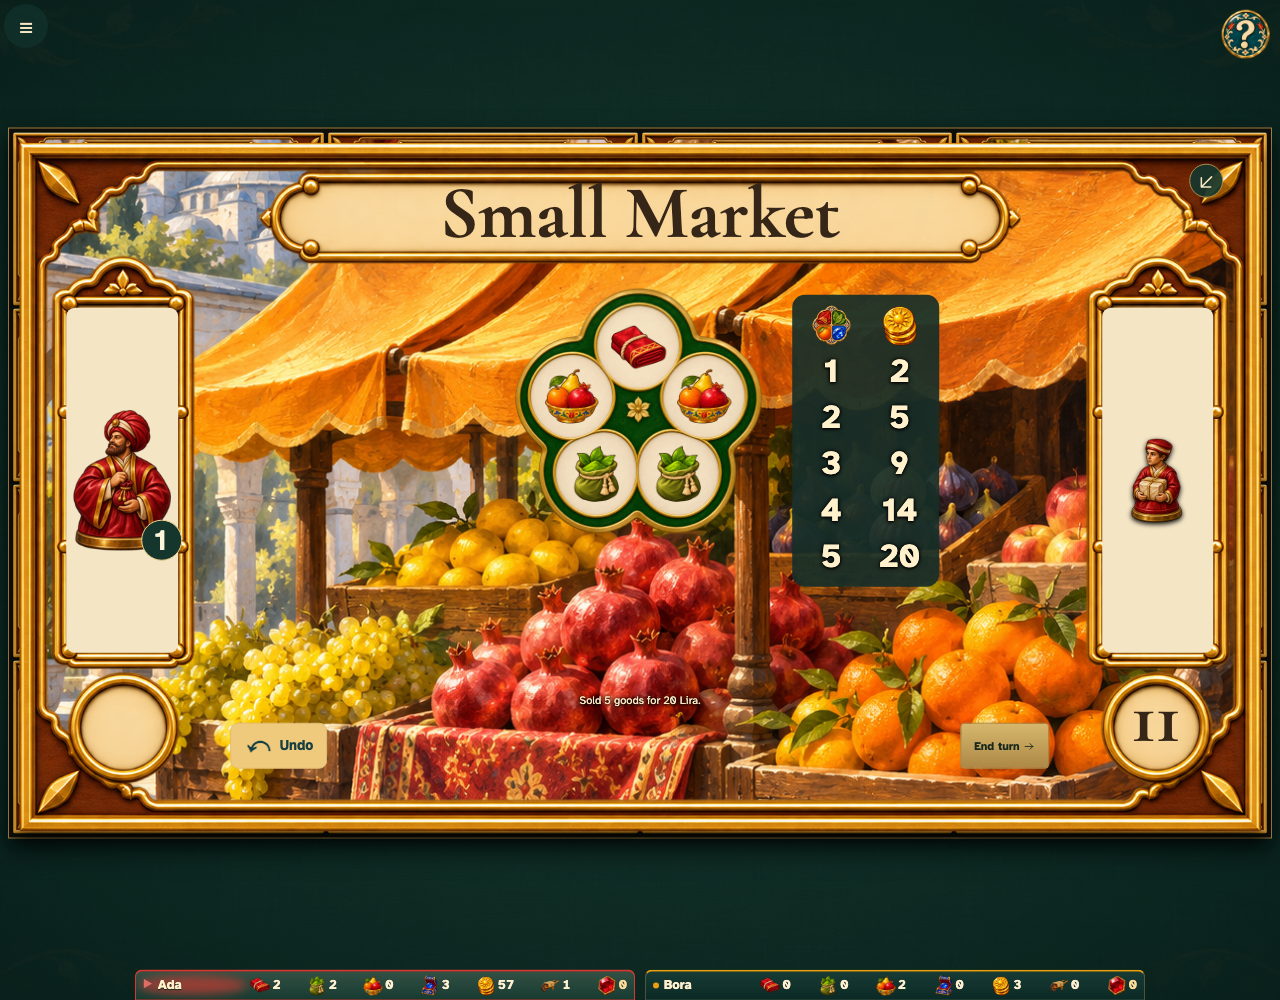 ?
Small Market
1 2
2 5
3 9
4 14
5 20
1
Sold 5 goods for 20 Lira.
Undo
End turn →
11
Ada 2 2 0 3 57 1 0
Bora 0 0 2 0 3 0 0